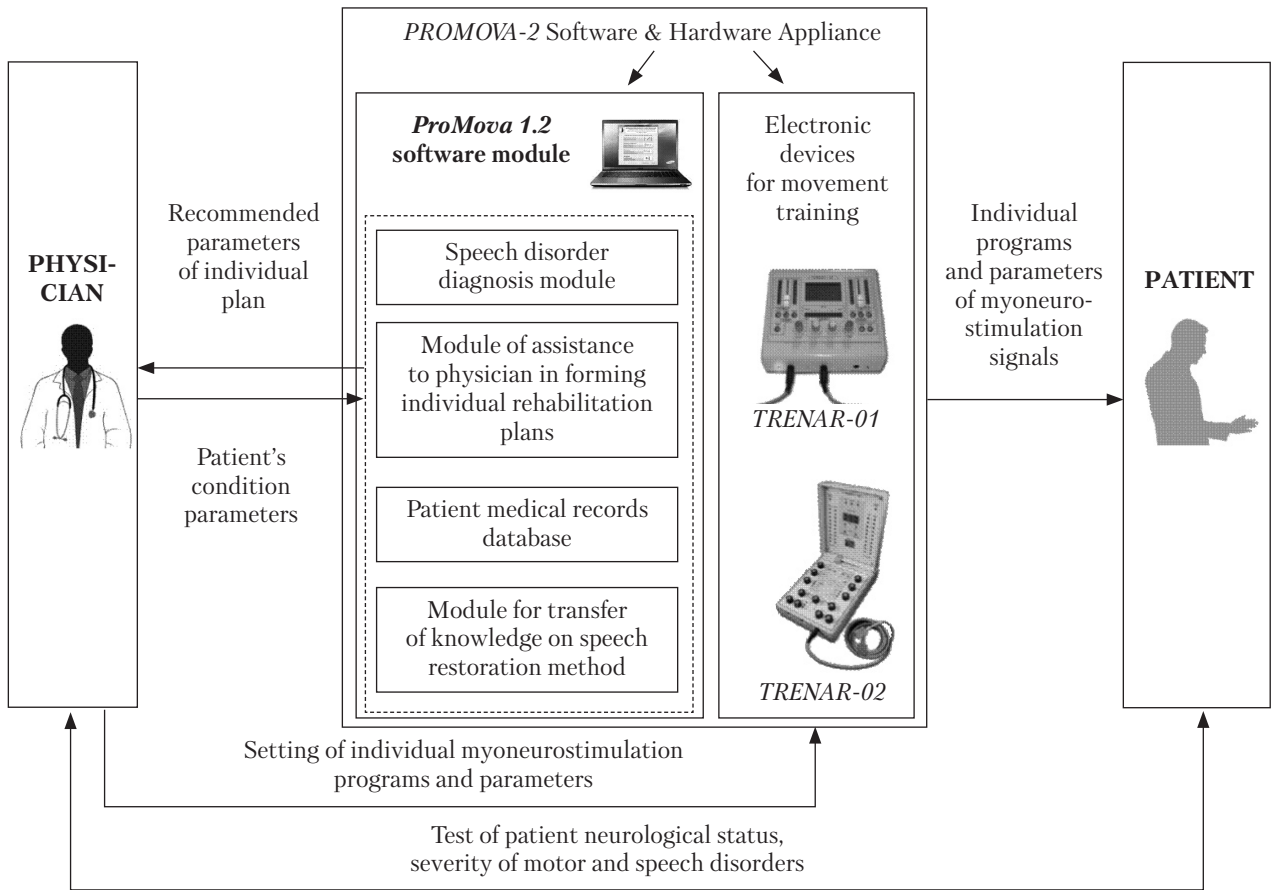 PROMOVA-2 Software & Hardware Appliance
ProMova 1.2
software module
Electronic
devices
for movement
training
Recommended
parameters
of individual
plan
PHYSI-
CIAN
Speech disorder
diagnosis module
Module of assistance
to physician in forming
individual rehabilitation
plans
Patient's
condition
parameters
Patient medical records
database
Module for transfer
of knowledge on speech
restoration method
TRENAR-01
TRENAR-02
Individual
programs
and parameters
of myoneuro-
stimulation
signals
PATIENT
Setting of individual myoneurostimulation
programs and parameters
Test of patient neurological status,
severity of motor and speech disorders